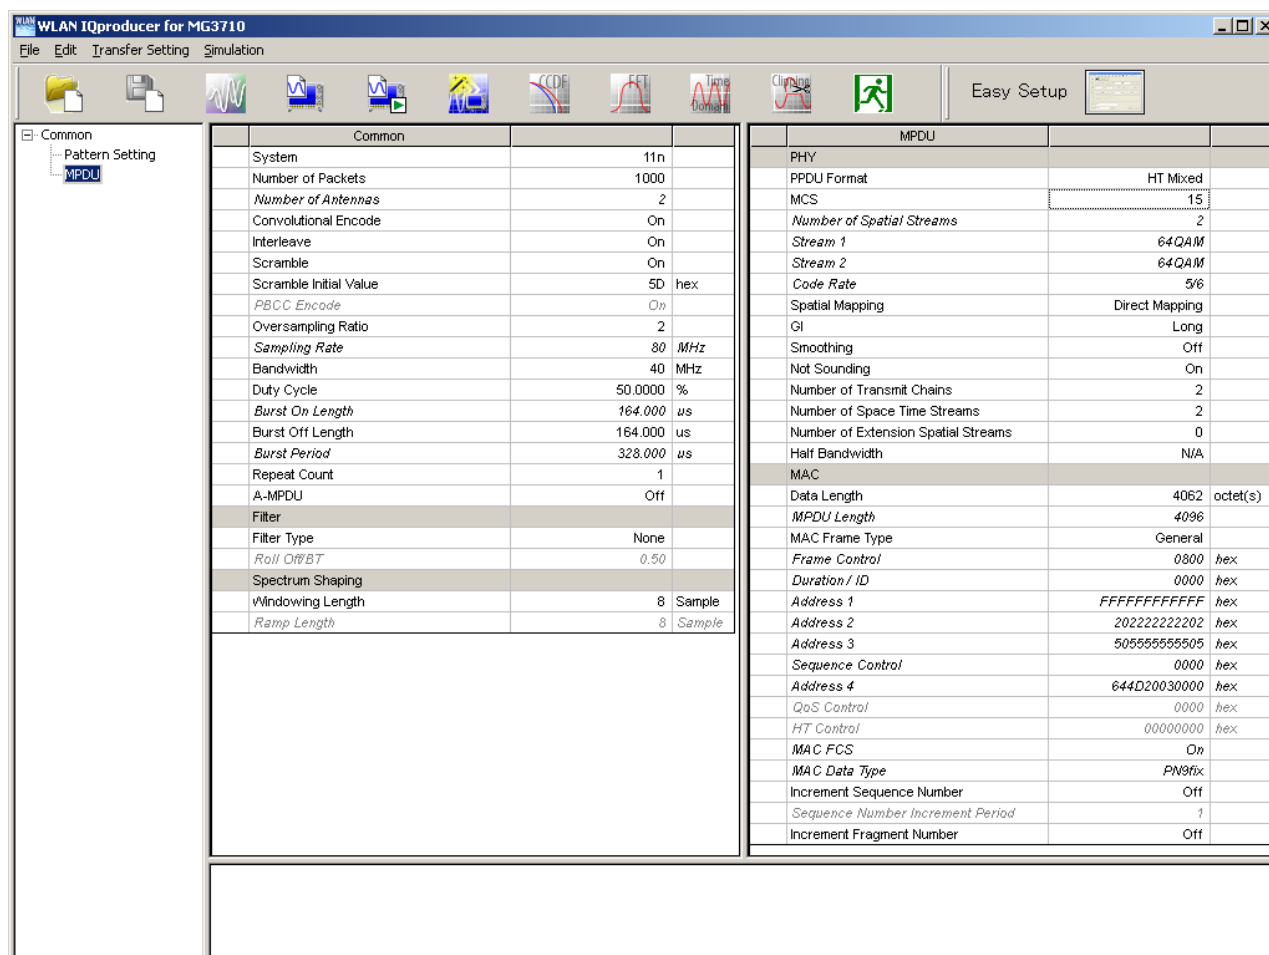 WLAN WLAN IQproducer for MG3710
File Edit Transfer Setting Simulation
CCDF FFT Time Domain Clipping Easy Setup
Common
Pattern Setting
MPDU
Common
System 11n
Number of Packets 1000
Number of Antennas 2
Convolutional Encode On
Interleave On
Scramble On
Scramble Initial Value 5D hex
PBCC Encode On
Oversampling Ratio 2
Sampling Rate 80 MHz
Bandwidth 40 MHz
Duty Cycle 50.0000 %
Burst On Length 164.000 us
Burst Off Length 164.000 us
Burst Period 328.000 us
Repeat Count 1
A-MPDU Off
Filter
Filter Type None
Roll Off/BT 0.50
Spectrum Shaping
Windowing Length 8 Sample
Ramp Length 8 Sample
MPDU
PHY
PPDU Format HT Mixed
MCS 15
Number of Spatial Streams 2
Stream 1 64QAM
Stream 2 64QAM
Code Rate 5/6
Spatial Mapping Direct Mapping
GI Long
Smoothing Off
Not Sounding On
Number of Transmit Chains 2
Number of Space Time Streams 2
Number of Extension Spatial Streams 0
Half Bandwidth N/A
MAC
Data Length 4062 octet(s)
MPDU Length 4096
MAC Frame Type General
Frame Control 0800 hex
Duration / ID 0000 hex
Address 1 FFFFFFFFFFFF hex
Address 2 202222222202 hex
Address 3 505555555505 hex
Sequence Control 0000 hex
Address 4 644D20030000 hex
QoS Control 0000 hex
HT Control 00000000 hex
MAC FCS On
MAC Data Type PN9fix
Increment Sequence Number Off
Sequence Number Increment Period 1
Increment Fragment Number Off